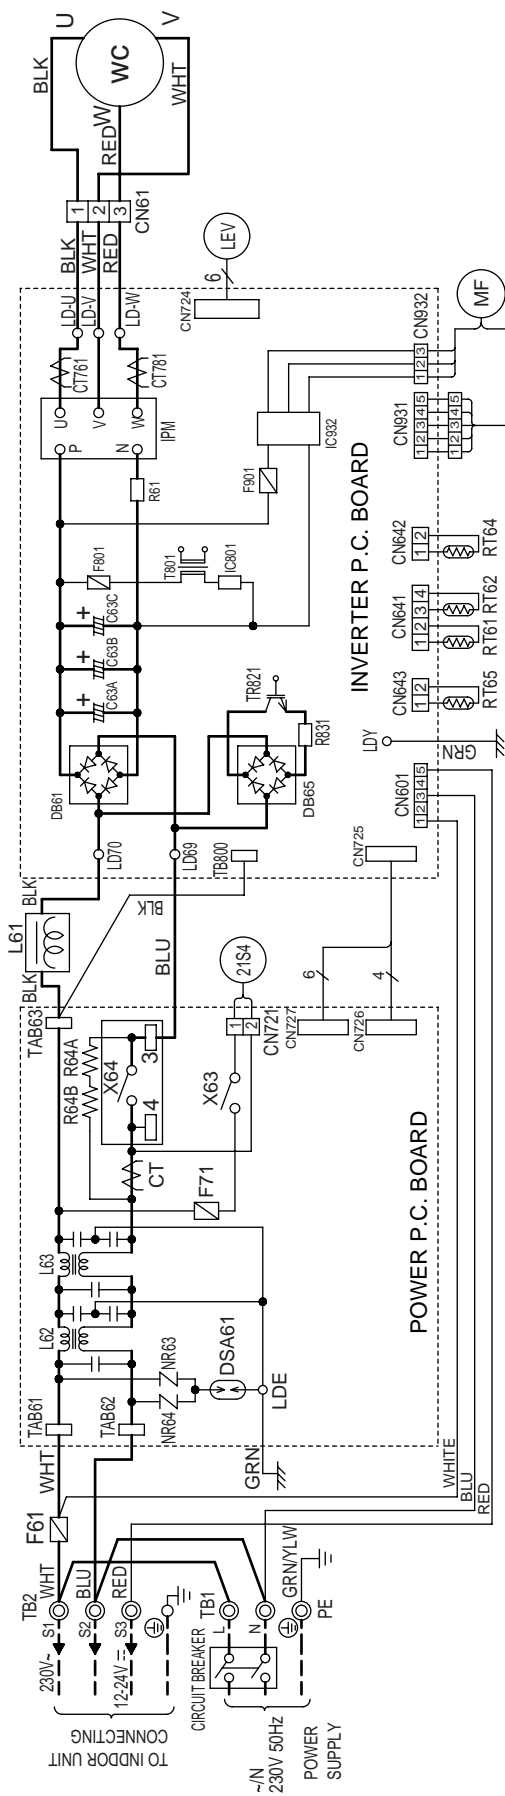 U
V
WC
BLK
W
WHT
RED
1 2 3
CN61
BLK
WHT
RED
LEV
6
CN724
LD-U
LD-V
LD-W
CT761
CT781
U
V
W
P
N
IPM
R61
CN932
1 2 3
MF
IC932
F901
CN931
1 2 3 4 5
1 2 3 4 5
INVERTER P.C. BOARD
F801
T801
IC801
+
C63C
+
C63B
+
C63A
CN642
1 2
RT64
CN641
1 2 3 4
RT61
RT62
CN643
1 2
RT65
TR821
R831
DB61
DB65
LDY
GRN
CN601
1 2 3 4 5
LD70
LD69
TB800
CN725
BLK
L61
BLK
BLK
BLU
6
4
21S4
TAB63
CN721
1 2
CN727
CN726
R64A
R64B
X64
3
4
X63
CT
F71
POWER P.C. BOARD
L63
L62
NR63
NR64
DSA61
LDE
GRN
TAB61
TAB62
WHT
F61
WHITE
BLU
RED
WHT
BLU
RED
TB2
S1
S2
S3
230V~
12-24V
TB1
L
N
GRN/YLW
PE
CIRCUIT BREAKER
TO INDOOR UNIT
CONNECTING
~/N
230V 50Hz
POWER
SUPPLY